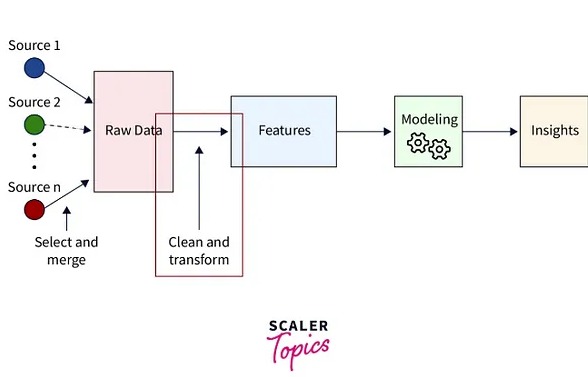 Source 1
Source 2
Source n
Select and
merge
Raw Data
Clean and
transform
Features
Modeling
Insights
SCALER
Topics